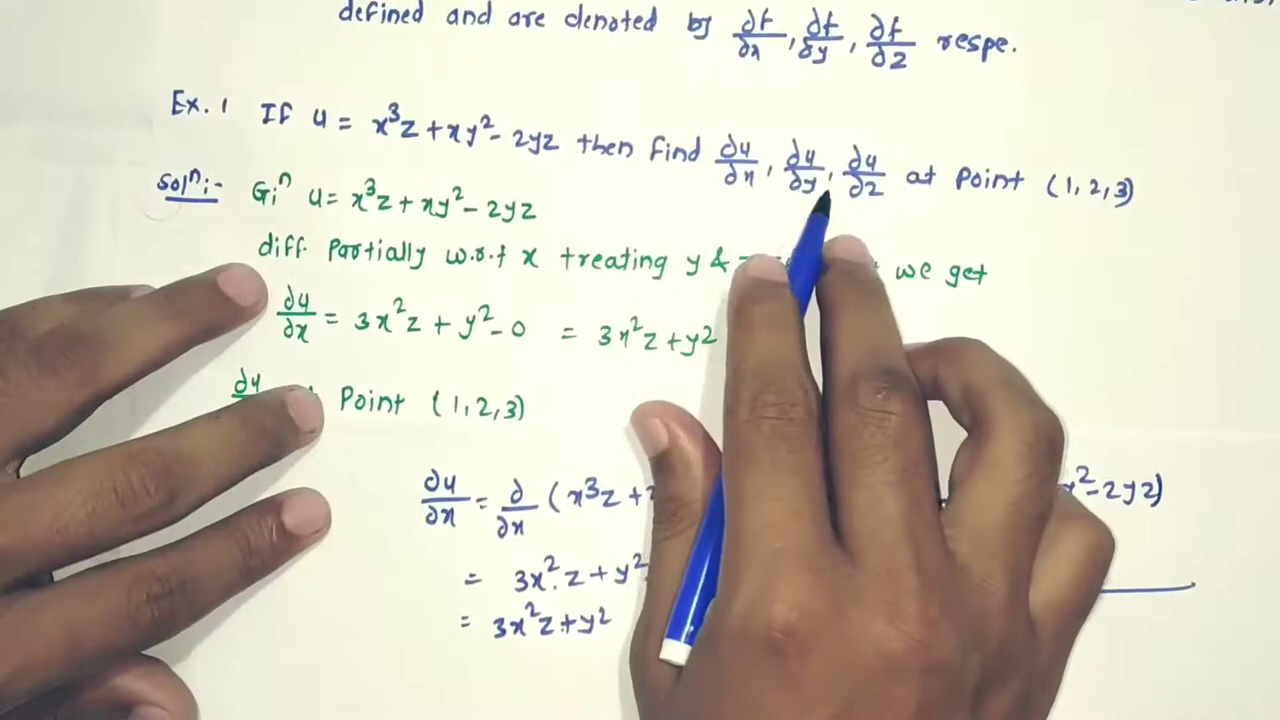 defined and are denoted by ∂f/∂x, ∂f/∂y, ∂f/∂z respe.
Ex. 1 If u = x³z + xy² - 2yz then find ∂u/∂x, ∂u/∂y, ∂u/∂z at point (1, 2, 3)
Solⁿ:- Giⁿ u = x³z + xy² - 2yz
diff. partially w.r.t x treating y & we get
∂u/∂x = 3x²z + y² - 0 = 3x²z + y²
∂u Point (1, 2, 3)
∂u/∂x = ∂/∂x (x³z + y² - 2yz)
= 3x².z + y²
= 3x²z + y²